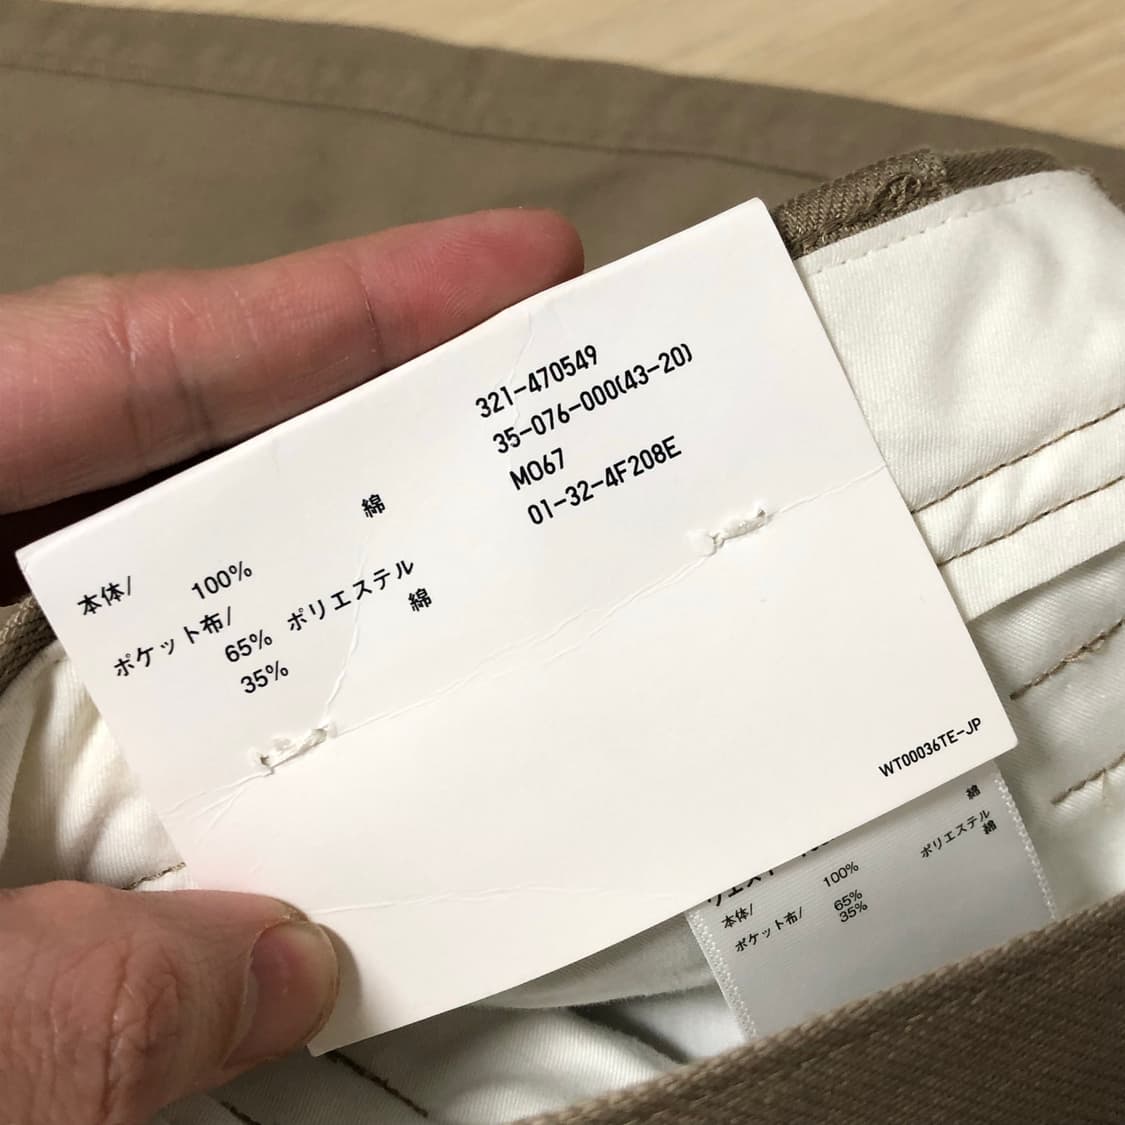 321-470549
35-076-000(43-20)
M067
01-32-4F208E
本体/ 100% 綿
ポケット布/
65% ポリエステル
35% 綿
WT00036TE-JP
本体/ 100% 綿
ポケット布/ 65% ポリエステル
35% 綿